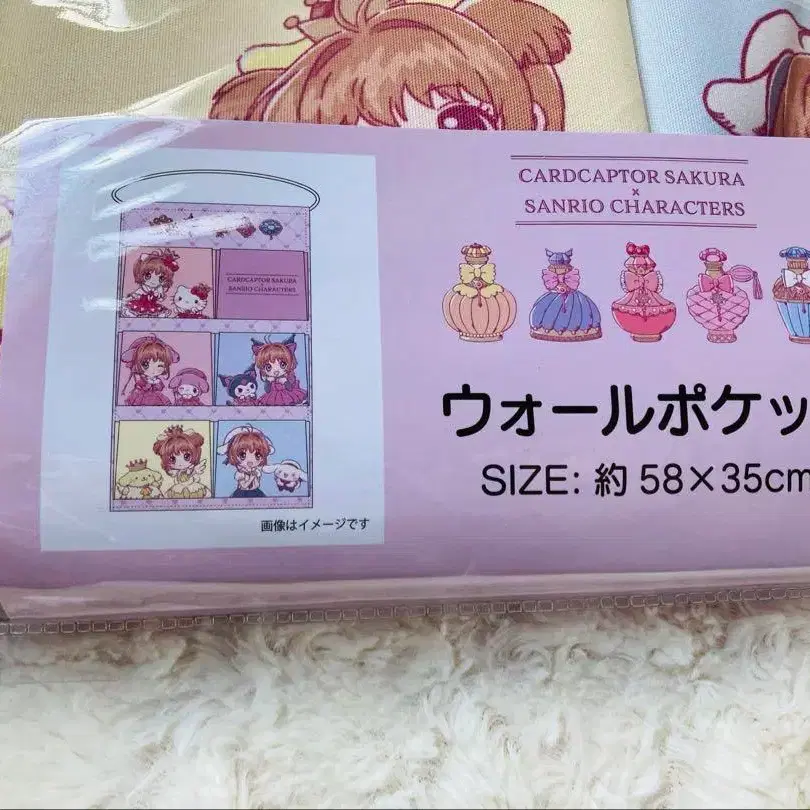 CARDCAPTOR SAKURA
×
SANRIO CHARACTERS
CARDCAPTOR SAKURA
×
SANRIO CHARACTERS
ウォールポケッ
SIZE: 約 58×35cm
画像はイメージです